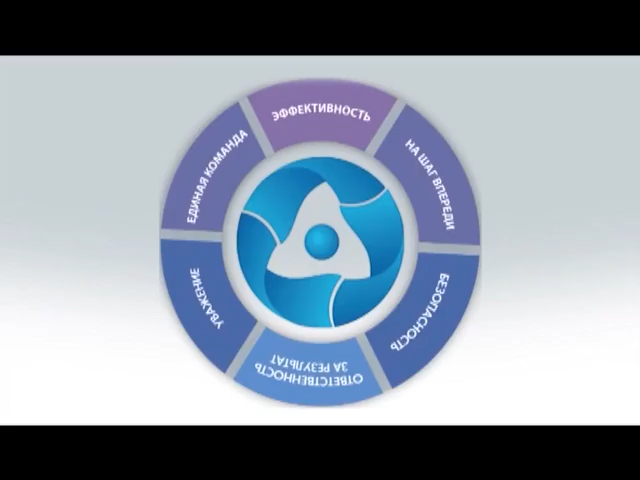 ЭФФЕКТИВНОСТЬ
НА ШАГ ВПЕРЕДИ
БЕЗОПАСНОСТЬ
ОТВЕТСТВЕННОСТЬ
ЗА РЕЗУЛЬТАТ
УВАЖЕНИЕ
ЕДИНАЯ КОМАНДА